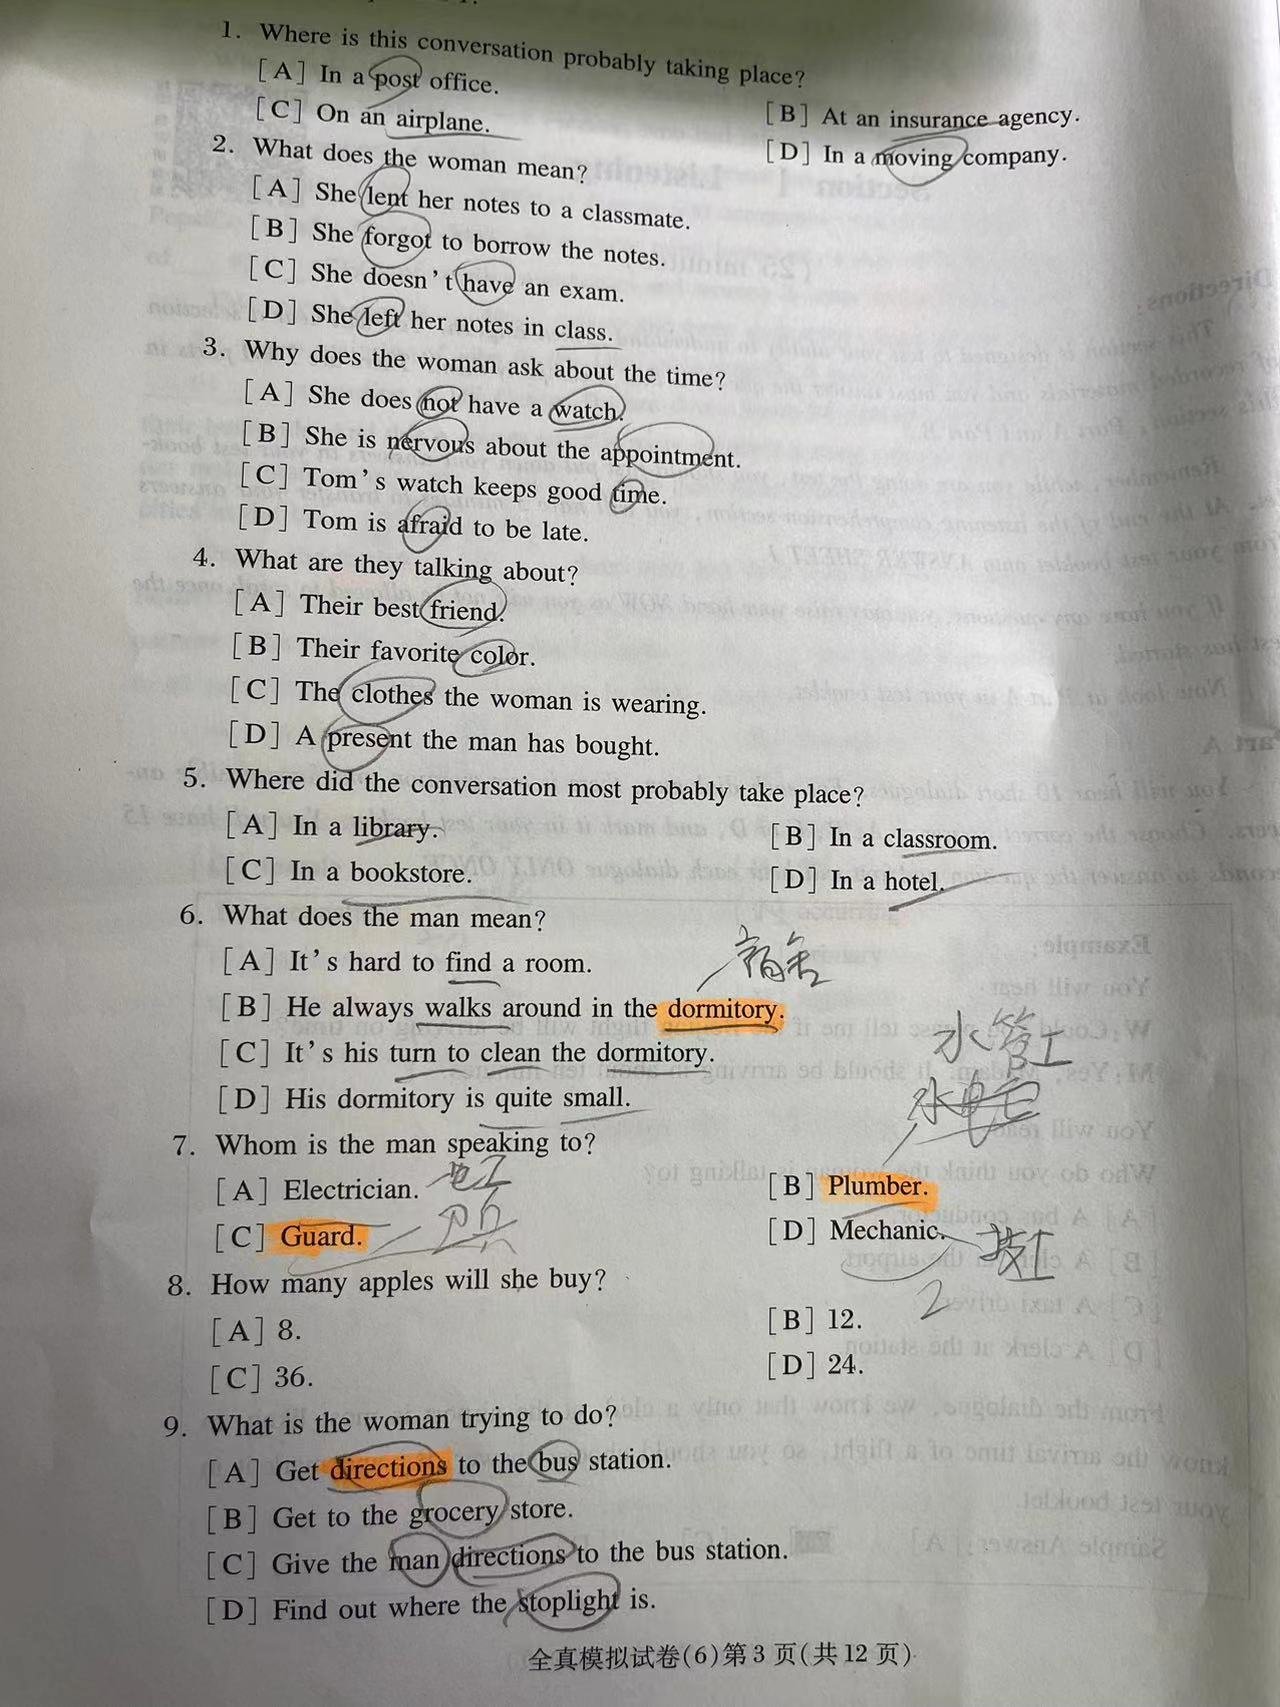 1. Where is this conversation probably taking place?
[A] In a post office.
[B] At an insurance agency.
[C] On an airplane.
[D] In a moving company.
2. What does the woman mean?
[A] She lent her notes to a classmate.
[B] She forgot to borrow the notes.
[C] She doesn't have an exam.
[D] She left her notes in class.
3. Why does the woman ask about the time?
[A] She does not have a watch.
[B] She is nervous about the appointment.
[C] Tom's watch keeps good time.
[D] Tom is afraid to be late.
4. What are they talking about?
[A] Their best friend.
[B] Their favorite color.
[C] The clothes the woman is wearing.
[D] A present the man has bought.
5. Where did the conversation most probably take place?
[A] In a library.
[B] In a classroom.
[C] In a bookstore.
[D] In a hotel.
6. What does the man mean?
[A] It's hard to find a room.
宿舍
[B] He always walks around in the dormitory.
[C] It's his turn to clean the dormitory.
水管工
[D] His dormitory is quite small.
7. Whom is the man speaking to?
[A] Electrician. 电工
[B] Plumber.
[C] Guard. 卫兵
[D] Mechanic. 技工
8. How many apples will she buy?
2
[A] 8.
[B] 12.
[C] 36.
[D] 24.
9. What is the woman trying to do?
[A] Get directions to the bus station.
[B] Get to the grocery store.
[C] Give the man directions to the bus station.
[D] Find out where the stoplight is.
全真模拟试卷(6)第 3 页(共 12 页)